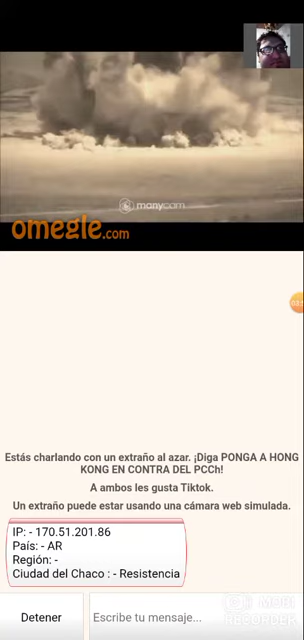 manycam
omegle.com
Estás charlando con un extraño al azar. ¡Diga PONGA A HONG
KONG EN CONTRA DEL PCCh!
A ambos les gusta Tiktok.
Un extraño puede estar usando una cámara web simulada.
IP: - 170.51.201.86
País: - AR
Región: -
Ciudad del Chaco : - Resistencia
Detener
Escribe tu mensaje...
RECORDER